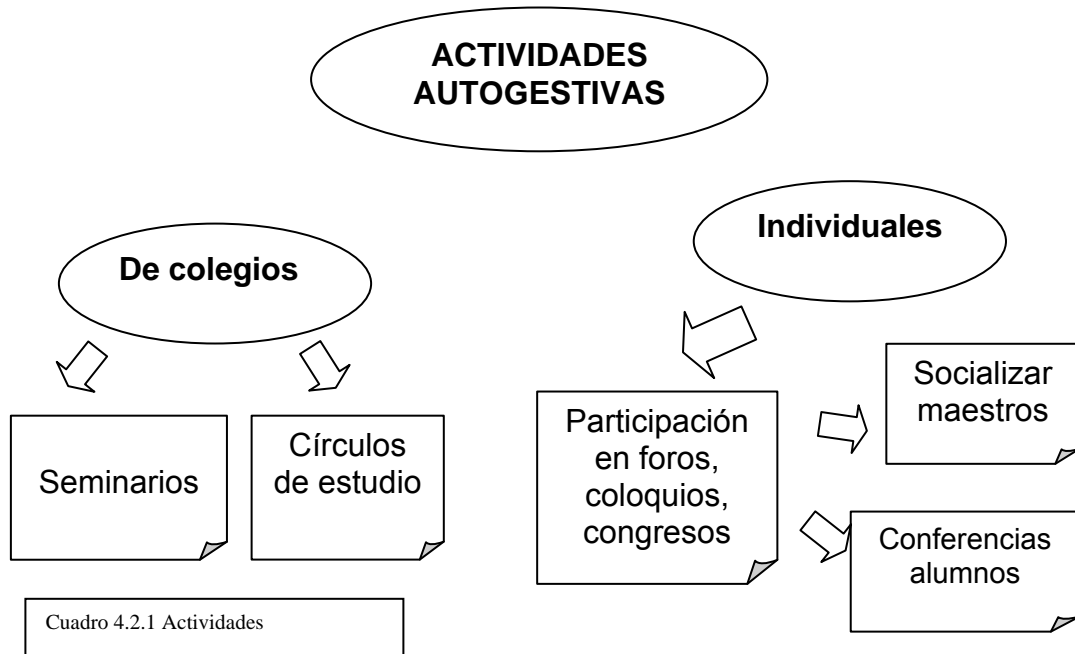 ACTIVIDADES
AUTOGESTIVAS
Individuales
De colegios
Socializar
maestros
Participación
en foros,
coloquios,
congresos
Círculos
de estudio
Seminarios
Conferencias
alumnos
Cuadro 4.2.1 Actividades